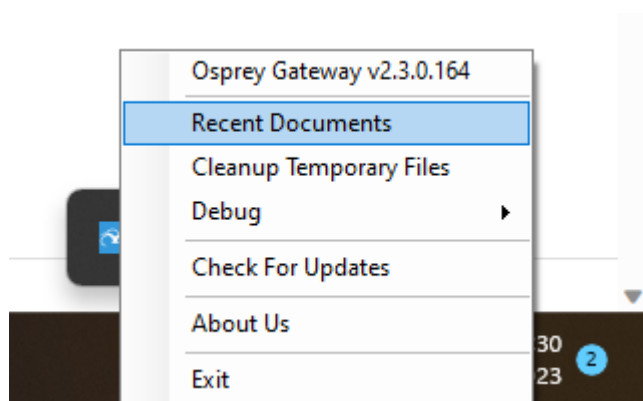 Osprey Gateway v2.3.0.164
Recent Documents
Cleanup Temporary Files
Debug
Check For Updates
About Us
Exit
30
2
23